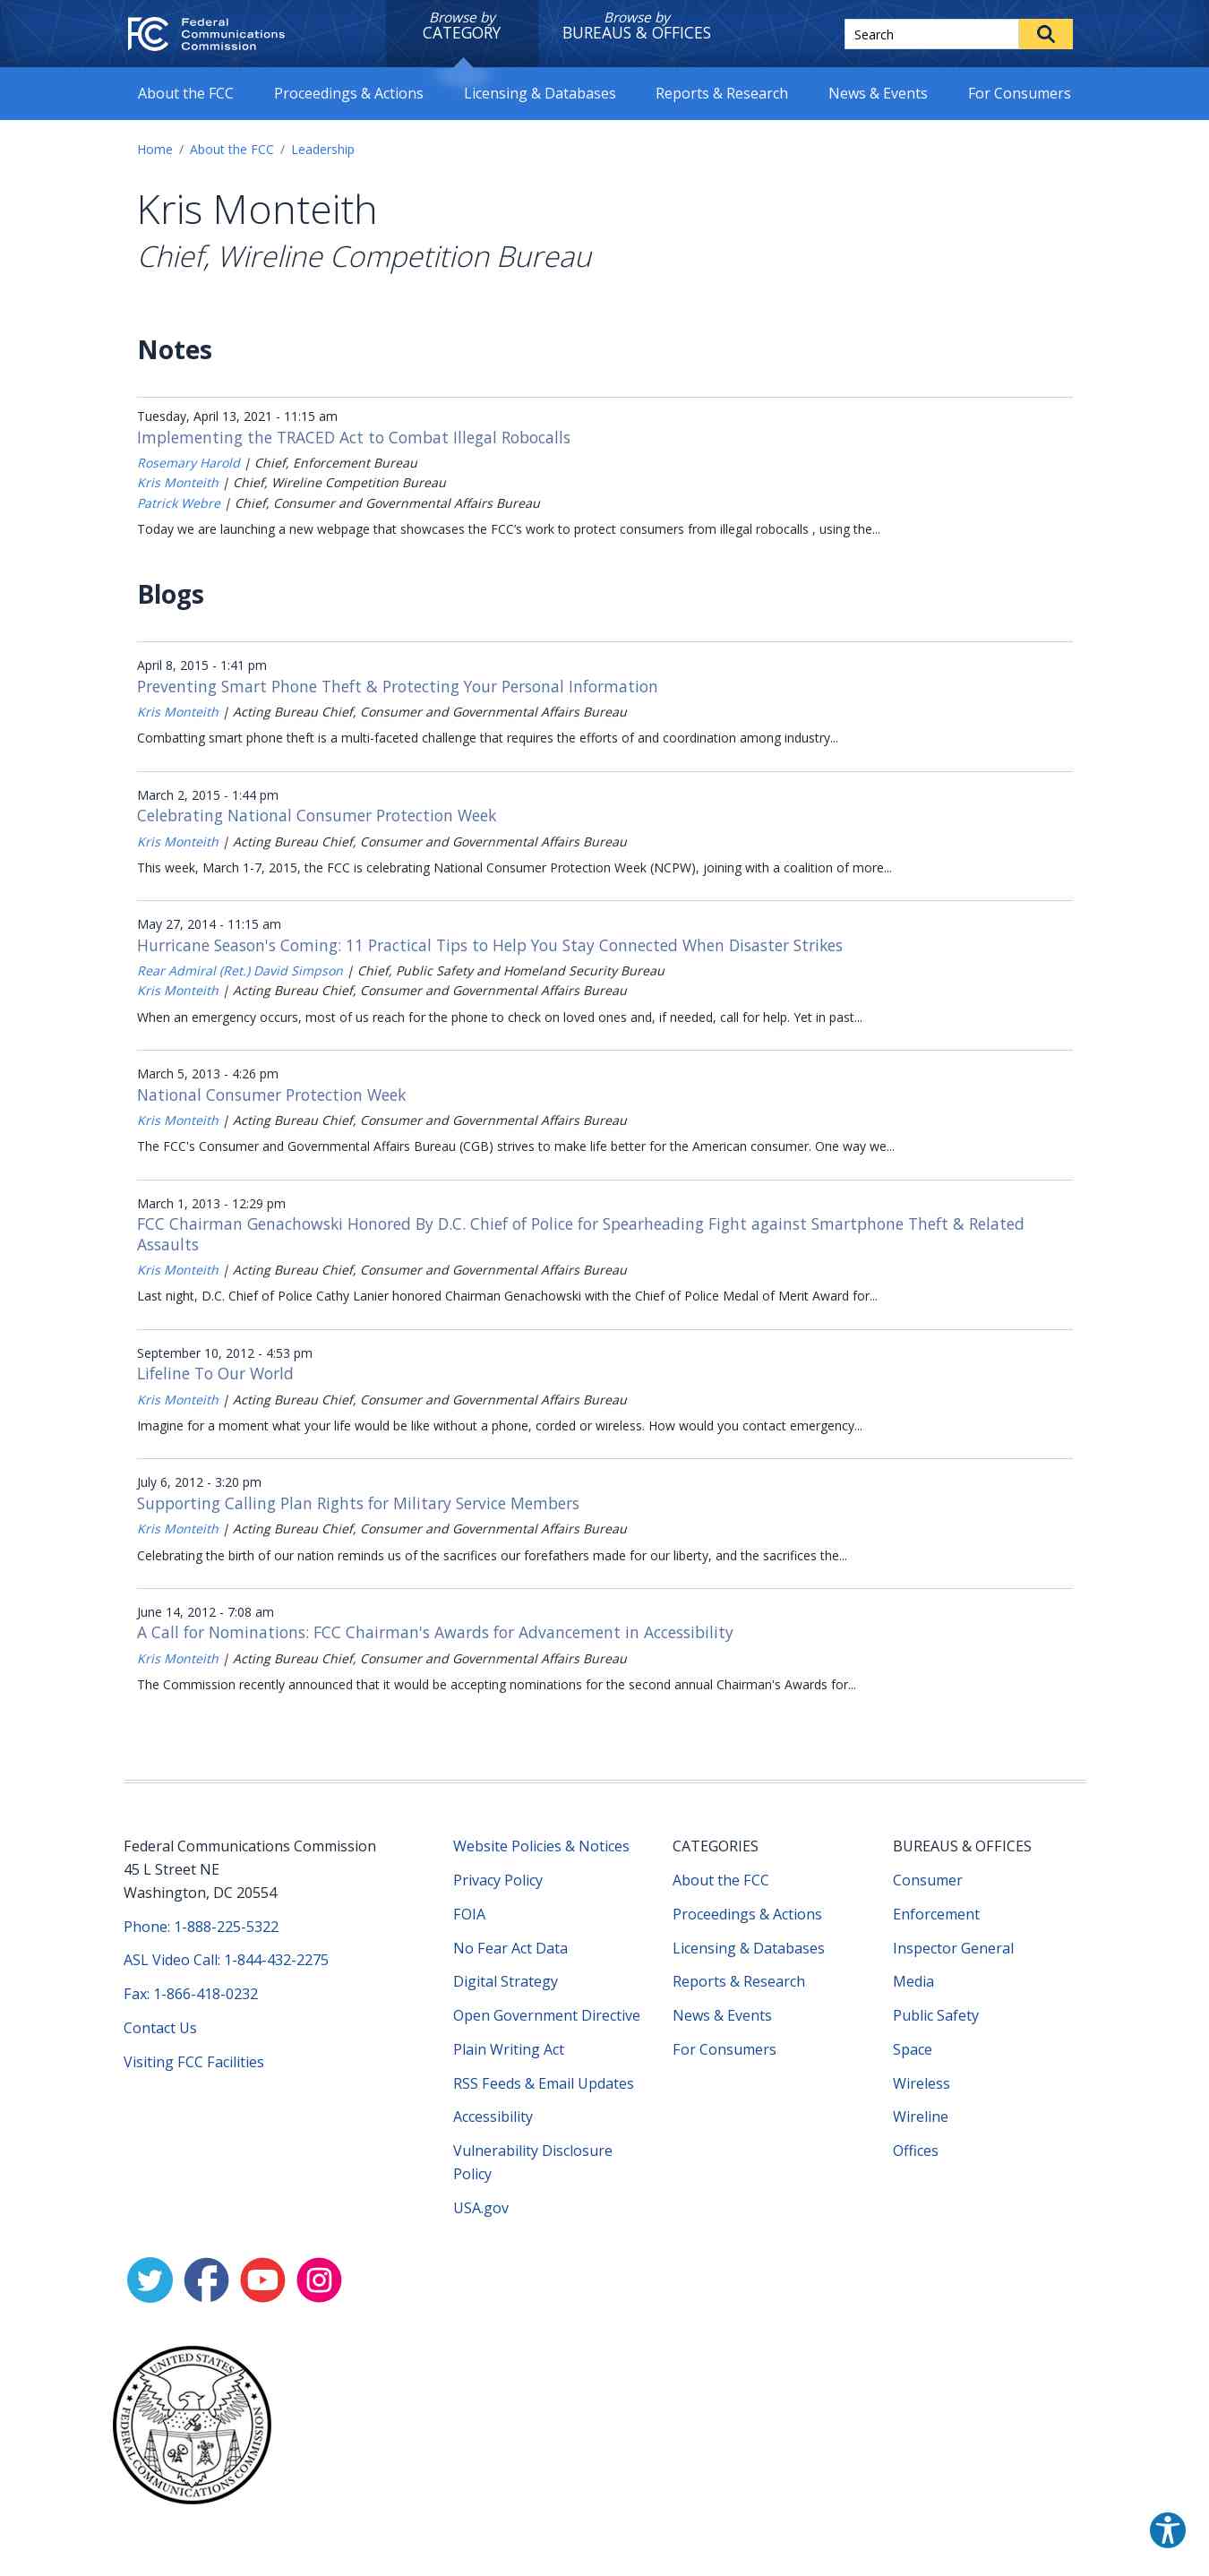 Federal
Communications
Commission
Browse by
CATEGORY
Browse by
BUREAUS & OFFICES
Search
About the FCC
Proceedings & Actions
Licensing & Databases
Reports & Research
News & Events
For Consumers
Home / About the FCC / Leadership
Kris Monteith
Chief, Wireline Competition Bureau
Notes
Tuesday, April 13, 2021 - 11:15 am
Implementing the TRACED Act to Combat Illegal Robocalls
Rosemary Harold | Chief, Enforcement Bureau
Kris Monteith | Chief, Wireline Competition Bureau
Patrick Webre | Chief, Consumer and Governmental Affairs Bureau
Today we are launching a new webpage that showcases the FCC’s work to protect consumers from illegal robocalls , using the...
Blogs
April 8, 2015 - 1:41 pm
Preventing Smart Phone Theft & Protecting Your Personal Information
Kris Monteith | Acting Bureau Chief, Consumer and Governmental Affairs Bureau
Combatting smart phone theft is a multi-faceted challenge that requires the efforts of and coordination among industry...
March 2, 2015 - 1:44 pm
Celebrating National Consumer Protection Week
Kris Monteith | Acting Bureau Chief, Consumer and Governmental Affairs Bureau
This week, March 1-7, 2015, the FCC is celebrating National Consumer Protection Week (NCPW), joining with a coalition of more...
May 27, 2014 - 11:15 am
Hurricane Season's Coming: 11 Practical Tips to Help You Stay Connected When Disaster Strikes
Rear Admiral (Ret.) David Simpson | Chief, Public Safety and Homeland Security Bureau
Kris Monteith | Acting Bureau Chief, Consumer and Governmental Affairs Bureau
When an emergency occurs, most of us reach for the phone to check on loved ones and, if needed, call for help. Yet in past...
March 5, 2013 - 4:26 pm
National Consumer Protection Week
Kris Monteith | Acting Bureau Chief, Consumer and Governmental Affairs Bureau
The FCC's Consumer and Governmental Affairs Bureau (CGB) strives to make life better for the American consumer. One way we...
March 1, 2013 - 12:29 pm
FCC Chairman Genachowski Honored By D.C. Chief of Police for Spearheading Fight against Smartphone Theft & Related
Assaults
Kris Monteith | Acting Bureau Chief, Consumer and Governmental Affairs Bureau
Last night, D.C. Chief of Police Cathy Lanier honored Chairman Genachowski with the Chief of Police Medal of Merit Award for...
September 10, 2012 - 4:53 pm
Lifeline To Our World
Kris Monteith | Acting Bureau Chief, Consumer and Governmental Affairs Bureau
Imagine for a moment what your life would be like without a phone, corded or wireless. How would you contact emergency...
July 6, 2012 - 3:20 pm
Supporting Calling Plan Rights for Military Service Members
Kris Monteith | Acting Bureau Chief, Consumer and Governmental Affairs Bureau
Celebrating the birth of our nation reminds us of the sacrifices our forefathers made for our liberty, and the sacrifices the...
June 14, 2012 - 7:08 am
A Call for Nominations: FCC Chairman's Awards for Advancement in Accessibility
Kris Monteith | Acting Bureau Chief, Consumer and Governmental Affairs Bureau
The Commission recently announced that it would be accepting nominations for the second annual Chairman's Awards for...
Federal Communications Commission
45 L Street NE
Washington, DC 20554
Phone: 1-888-225-5322
ASL Video Call: 1-844-432-2275
Fax: 1-866-418-0232
Contact Us
Visiting FCC Facilities
Website Policies & Notices
Privacy Policy
FOIA
No Fear Act Data
Digital Strategy
Open Government Directive
Plain Writing Act
RSS Feeds & Email Updates
Accessibility
Vulnerability Disclosure
Policy
USA.gov
CATEGORIES
About the FCC
Proceedings & Actions
Licensing & Databases
Reports & Research
News & Events
For Consumers
BUREAUS & OFFICES
Consumer
Enforcement
Inspector General
Media
Public Safety
Space
Wireless
Wireline
Offices
UNITED STATES
FEDERAL COMMUNICATIONS COMMISSION